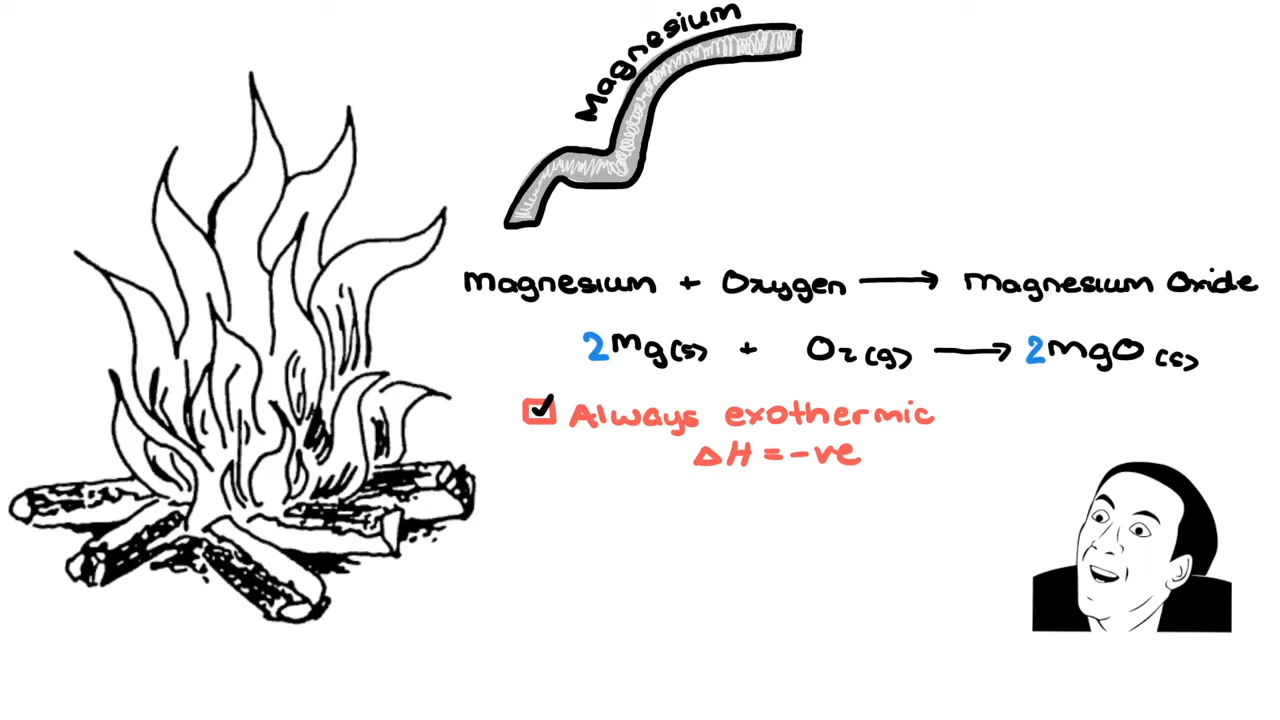 Magnesium
Magnesium + Oxygen → Magnesium Oxide
2Mg(s) + O₂(g) → 2MgO(s)
☑ Always exothermic
ΔH = -ve